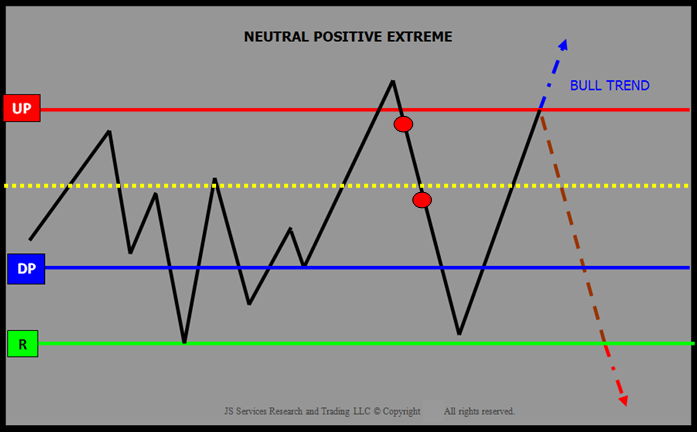 NEUTRAL POSITIVE EXTREME
BULL TREND
UP
DP
R
JS Services Research and Trading LLC © Copyright All rights reserved.